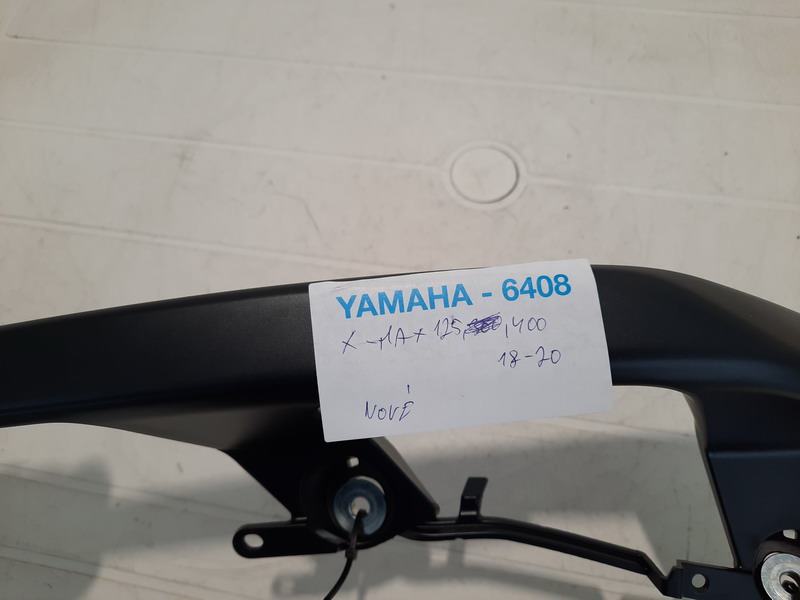 YAMAHA - 6408
X-MAX 125, , 400
18-20
NOVÉ